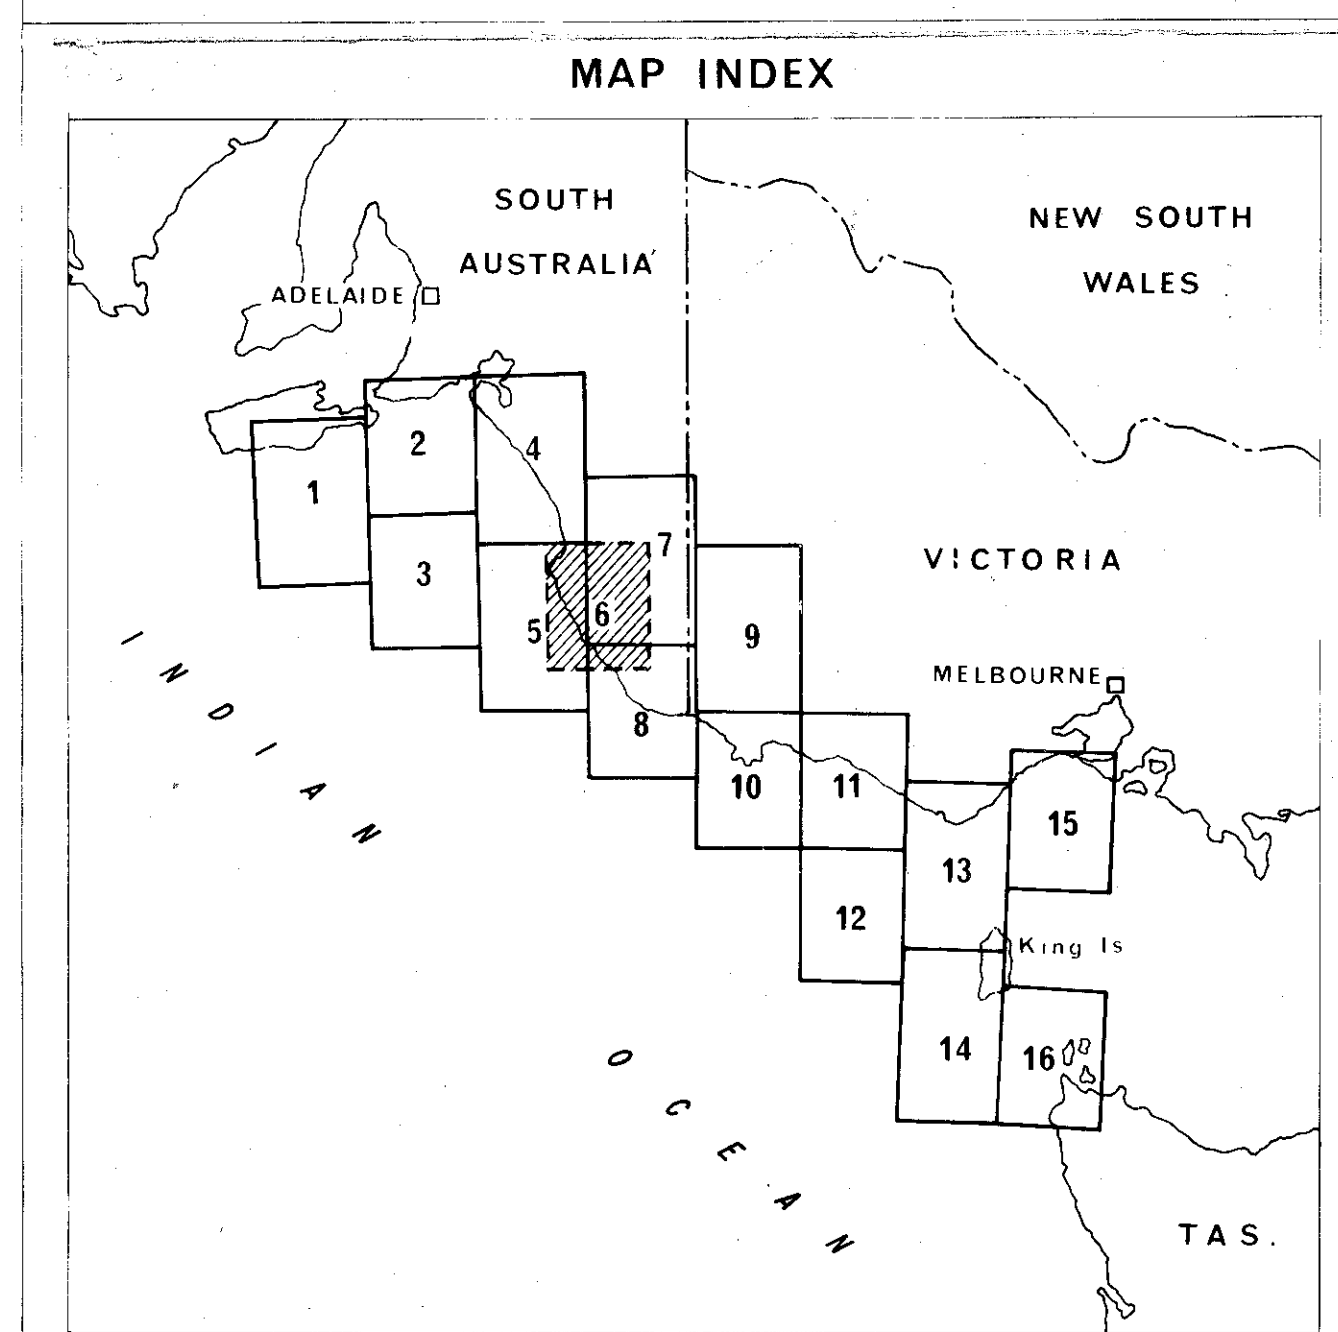 MAP INDEX
SOUTH
AUSTRALIA
NEW SOUTH
WALES
ADELAIDE
2
4
1
7
VICTORIA
3
6
5
9
MELBOURNE
8
10
11
15
13
12
King Is
14
16
INDIAN
OCEAN
TAS.